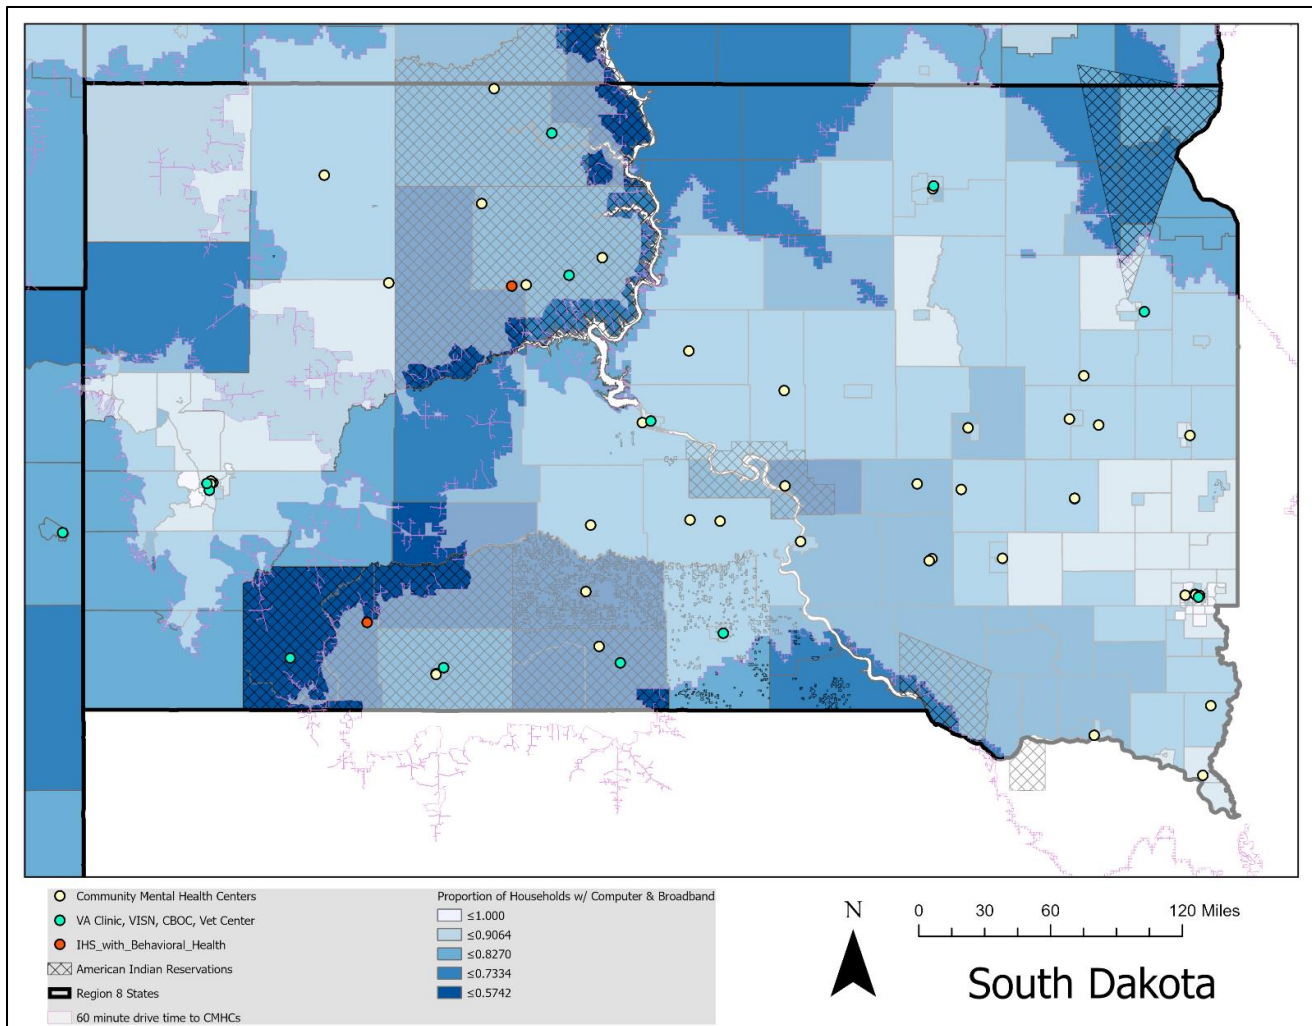 Community Mental Health Centers
VA Clinic, VISN, CBOC, Vet Center
IHS_with_Behavioral_Health
American Indian Reservations
Region 8 States
60 minute drive time to CMHCs
Proportion of Households w/ Computer & Broadband
≤1.000
≤0.9064
≤0.8270
≤0.7334
≤0.5742
N
0 30 60 120 Miles
South Dakota